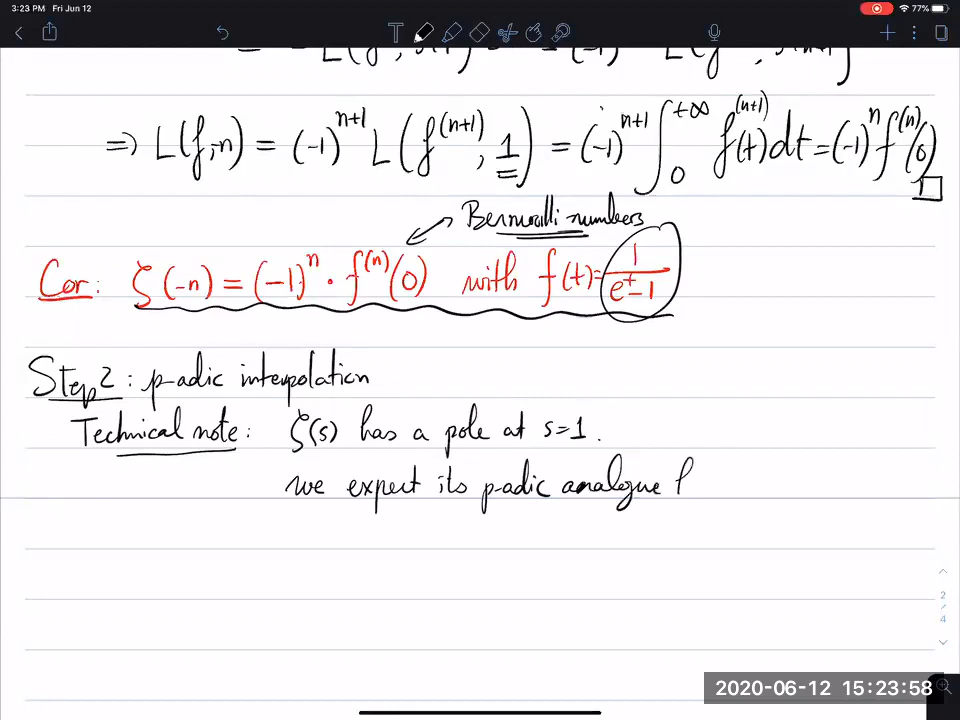 3:23 PM Fri Jun 12
77%
⇒ L(f,-n) = (-1)^{n+1} L(f^{(n+1)}, 1) = (-1)^{n+1} ∫_0^{+∞} f^{(n+1)}(t) dt = (-1)^n f^{(n)}(0)
Bernoulli numbers
Cor: ζ(-n) = (-1)^n · f^{(n)}(0) with f(t) = 1/(e^t - 1)
Step 2: p-adic interpolation
Technical note: ζ(s) has a pole at s=1.
we expect its p-adic analogue
2
4
2020-06-12 15:23:58